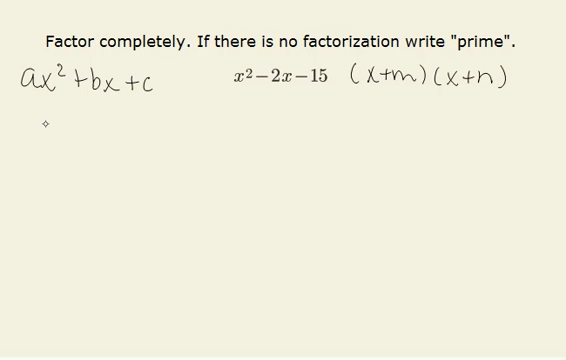 Factor completely. If there is no factorization write "prime".
ax² + bx + c x² − 2x − 15 (x+m)(x+n)